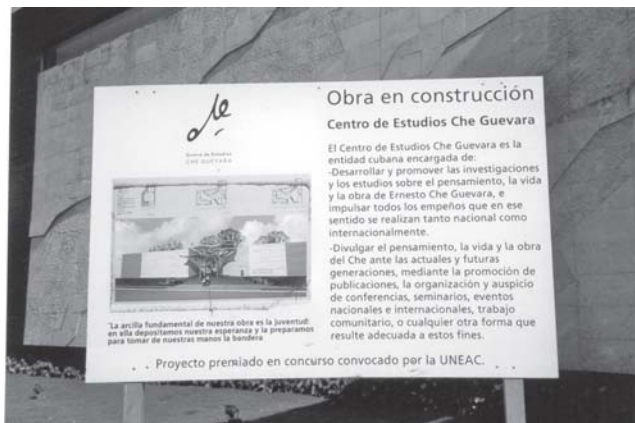 Centro de Estudios
CHE GUEVARA
"La arcilla fundamental de nuestra obra es la juventud:
en ella depositamos nuestra esperanza y la preparamos
para tomar de nuestras manos la bandera
Obra en construcción
Centro de Estudios Che Guevara
El Centro de Estudios Che Guevara es la
entidad cubana encargada de:
-Desarrollar y promover las investigaciones
y los estudios sobre el pensamiento, la vida
y la obra de Ernesto Che Guevara, e
impulsar todos los empeños que en ese
sentido se realizan tanto nacional como
internacionalmente.
-Divulgar el pensamiento, la vida y la obra
del Che ante las actuales y futuras
generaciones, mediante la promoción de
publicaciones, la organización y auspicio
de conferencias, seminarios, eventos
nacionales e internacionales, trabajo
comunitario, o cualquier otra forma que
resulte adecuada a estos fines.
Proyecto premiado en concurso convocado por la UNEAC.